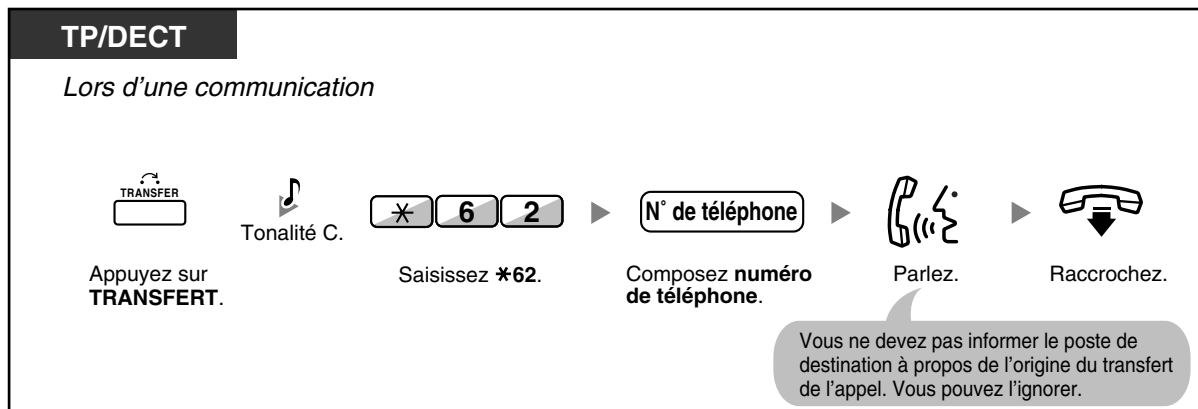 TP/DECT
Lors d'une communication
TRANSFER
Tonalité C.
* 6 2
N° de téléphone
Appuyez sur
TRANSFERT.
Saisissez *62.
Composez numéro
de téléphone.
Parlez.
Raccrochez.
Vous ne devez pas informer le poste de
destination à propos de l'origine du transfert
de l'appel. Vous pouvez l'ignorer.